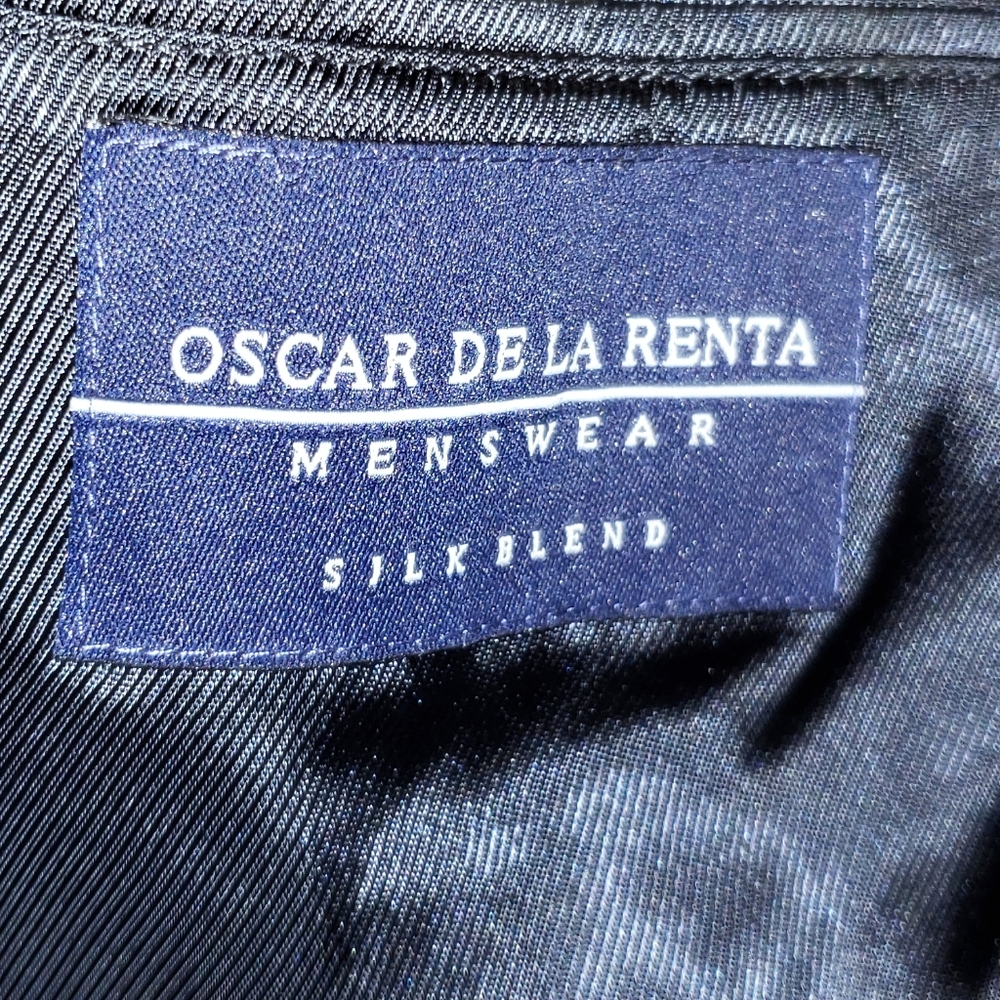 OSCAR DE LA RENTA
MENSWEAR
SILK BLEND